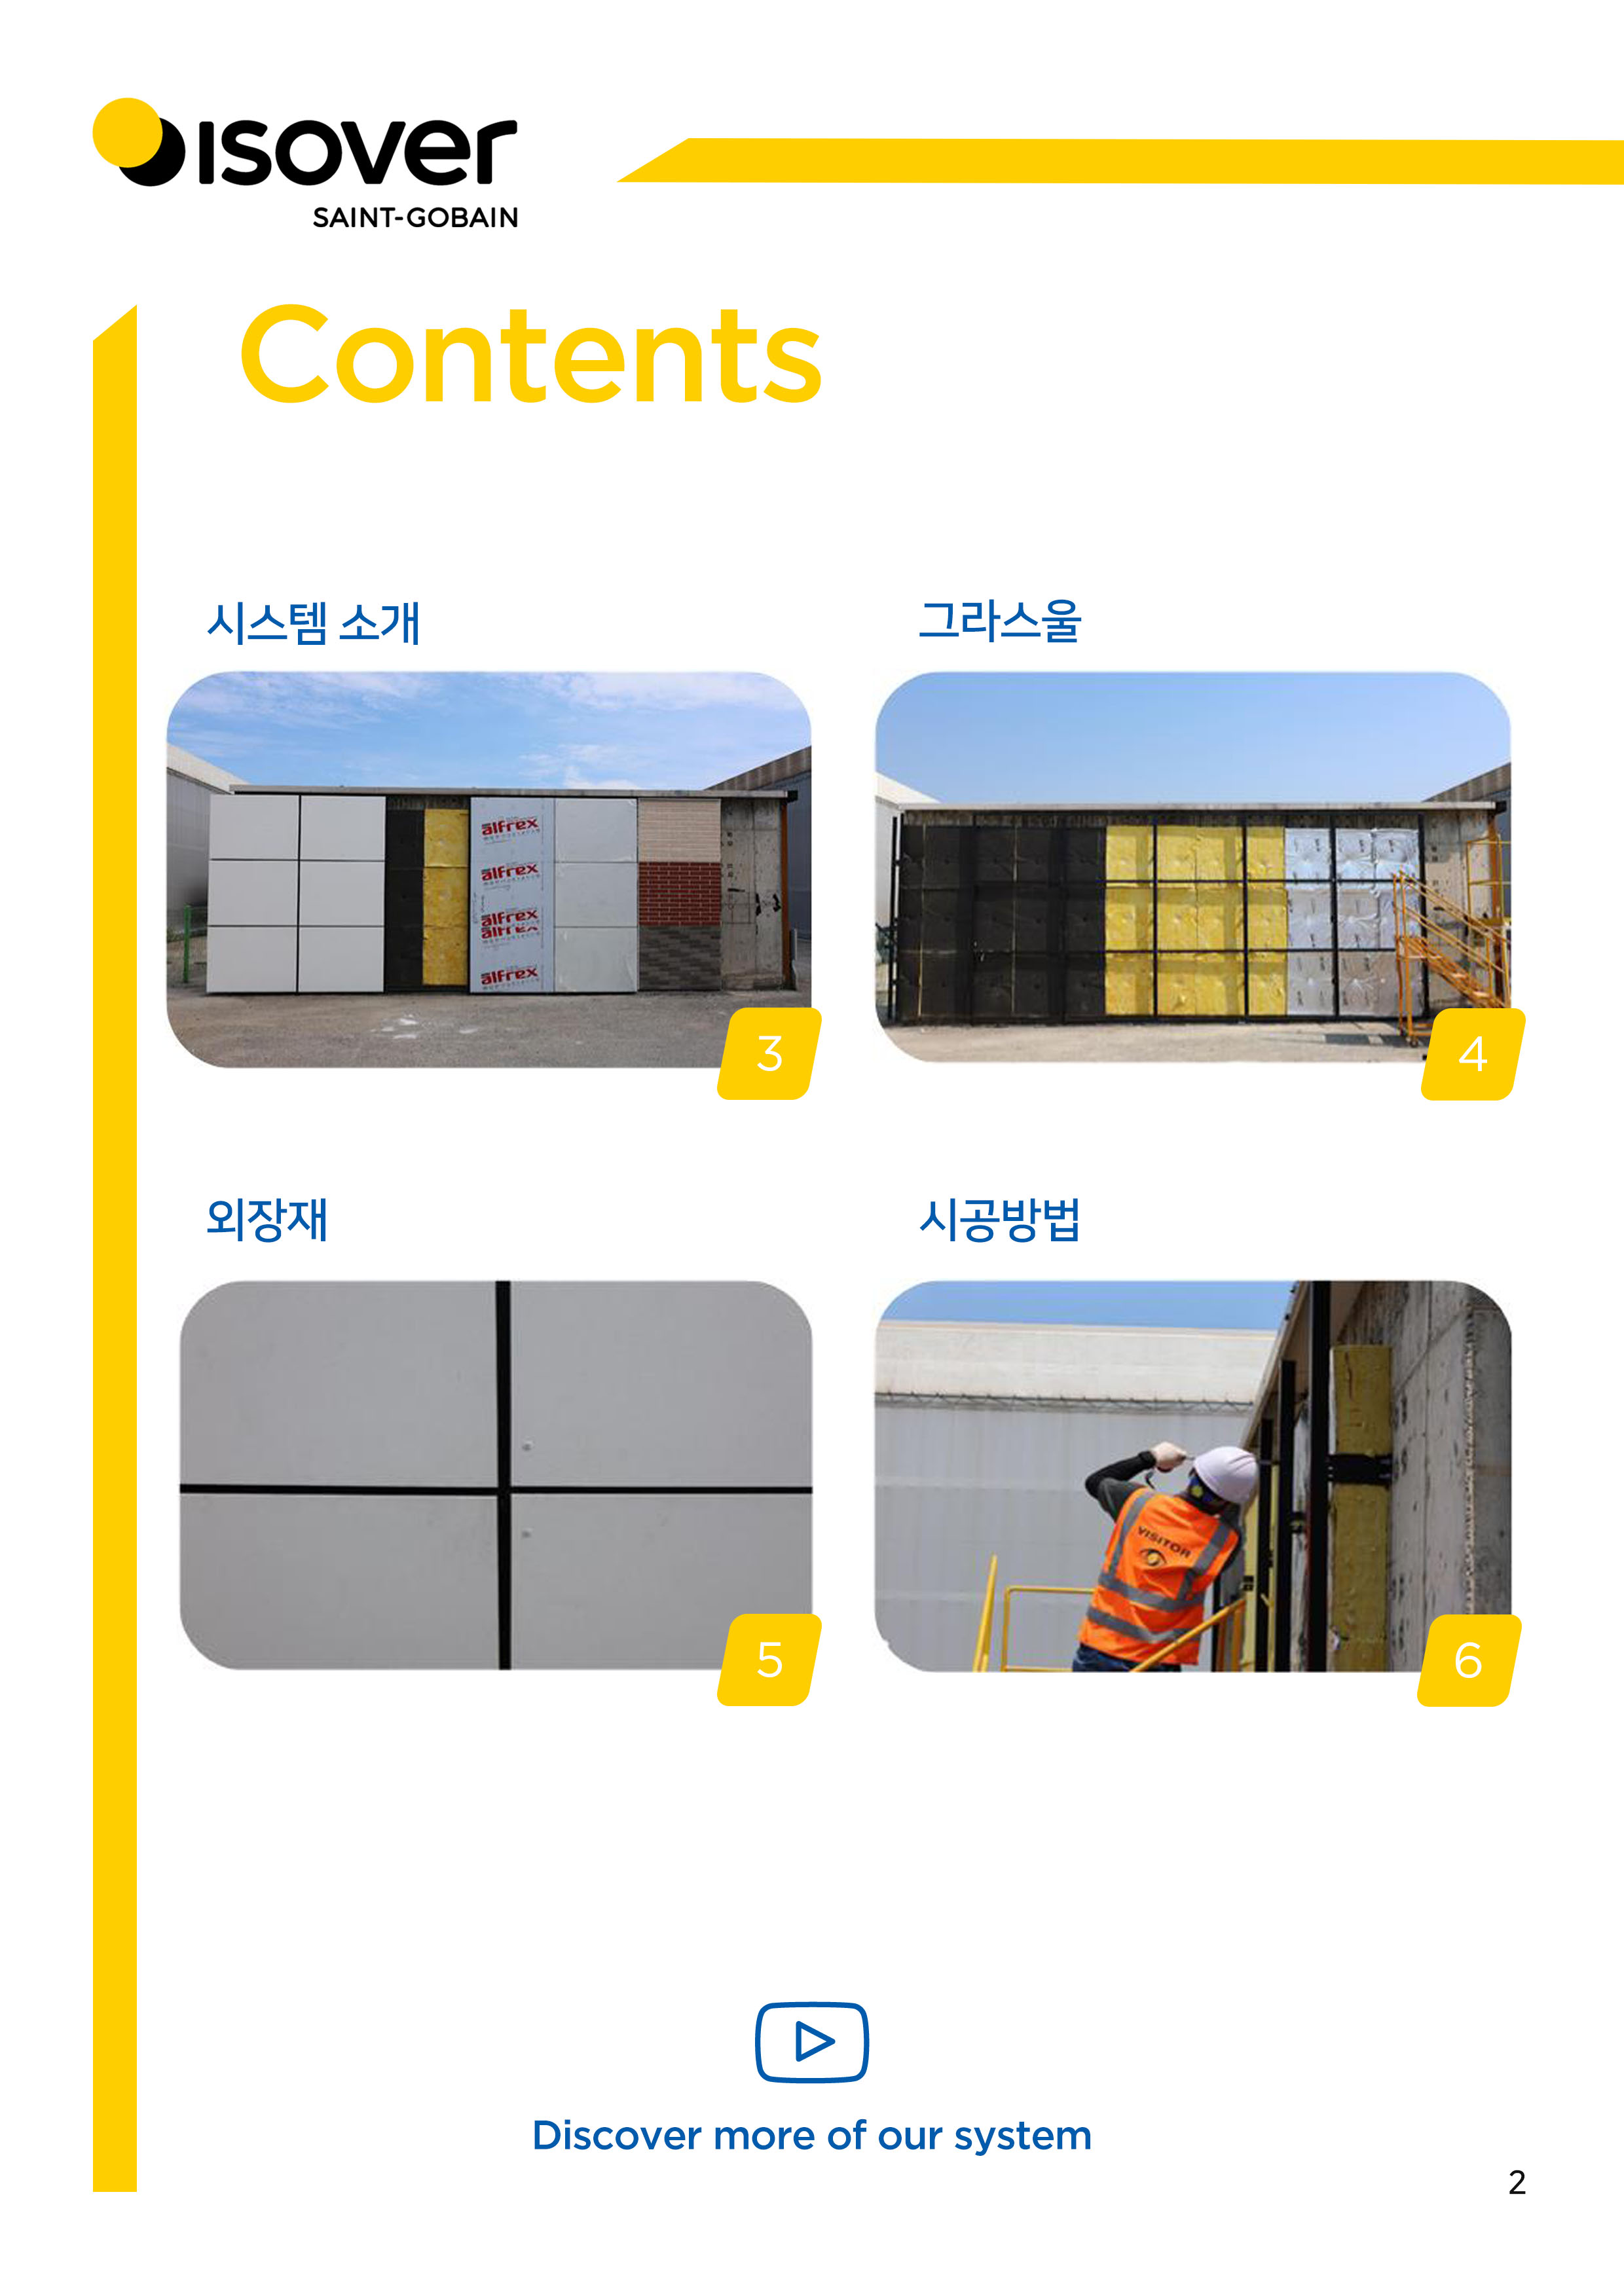 isover
SAINT-GOBAIN
Contents
시스템 소개
그라스울
alfrex
alfrex
alfrex
alfrex
alfrex
3
4
외장재
시공방법
VISITOR
5
6
Discover more of our system
2